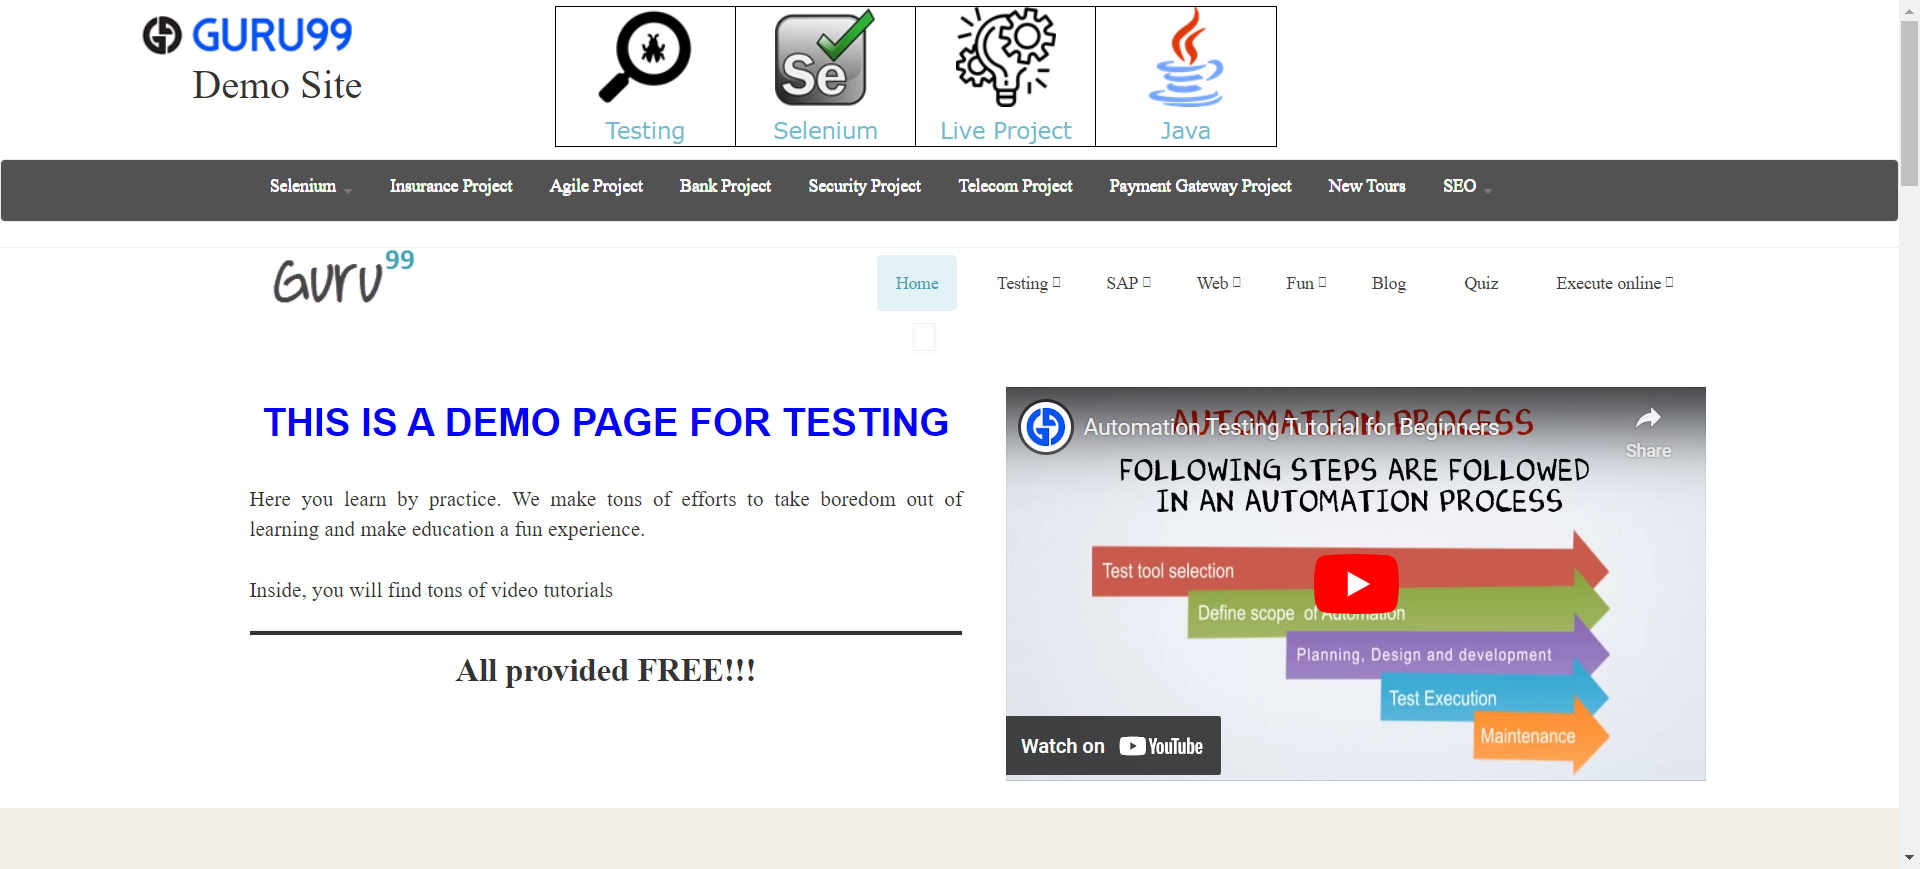 GURU99
Demo Site
Testing
Selenium
Live Project
Java
Selenium
Insurance Project
Agile Project
Bank Project
Security Project
Telecom Project
Payment Gateway Project
New Tours
SEO
Guru99
Home
Testing
SAP
Web
Fun
Blog
Quiz
Execute online
THIS IS A DEMO PAGE FOR TESTING
Here you learn by practice. We make tons of efforts to take boredom out of
learning and make education a fun experience.
Inside, you will find tons of video tutorials
All provided FREE!!!
AUTOMATION PROCESS
Automation Testing Tutorial for Beginners
Share
FOLLOWING STEPS ARE FOLLOWED
IN AN AUTOMATION PROCESS
Test tool selection
Define scope of Automation
Planning, Design and development
Test Execution
Maintenance
Watch on YouTube